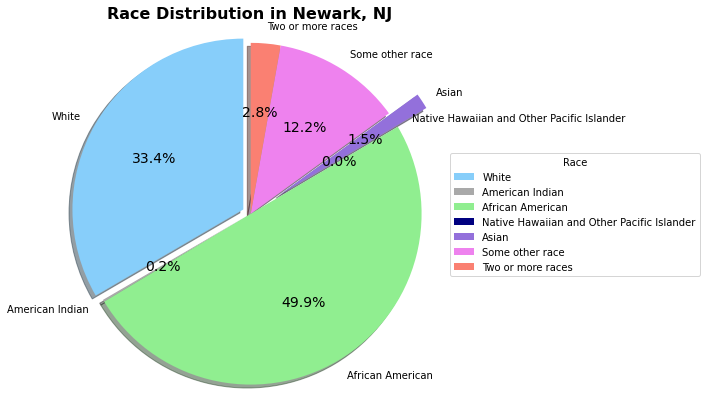 Race Distribution in Newark, NJ
Two or more races
Some other race
Asian
Native Hawaiian and Other Pacific Islander
White
2.8%
12.2%
1.5%
0.0%
33.4%
0.2%
49.9%
American Indian
African American
Race
White
American Indian
African American
Native Hawaiian and Other Pacific Islander
Asian
Some other race
Two or more races